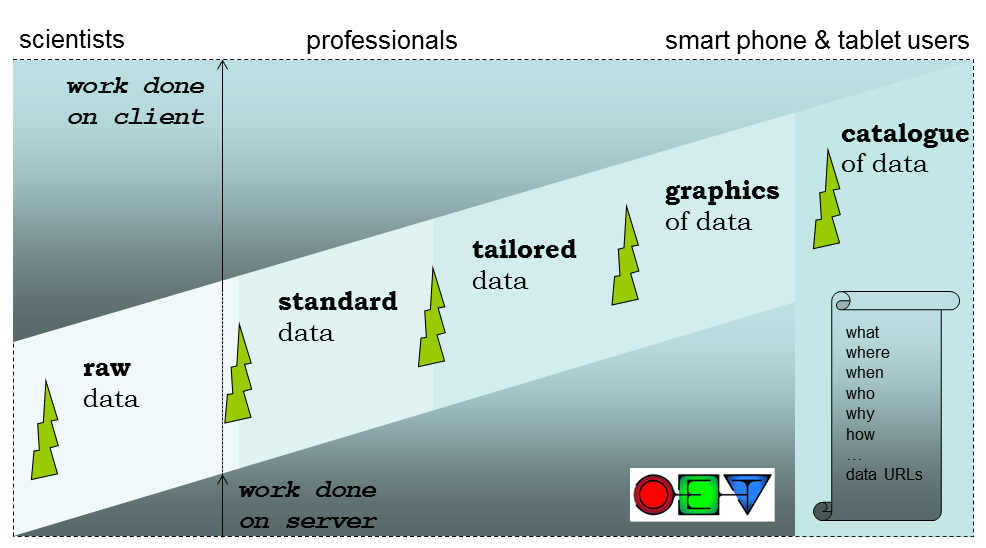 scientists
professionals
smart phone & tablet users
work done
on client
catalogue
of data
graphics
of data
tailored
data
standard
data
raw
data
what
where
when
who
why
how
...
data URLs
work done
on server